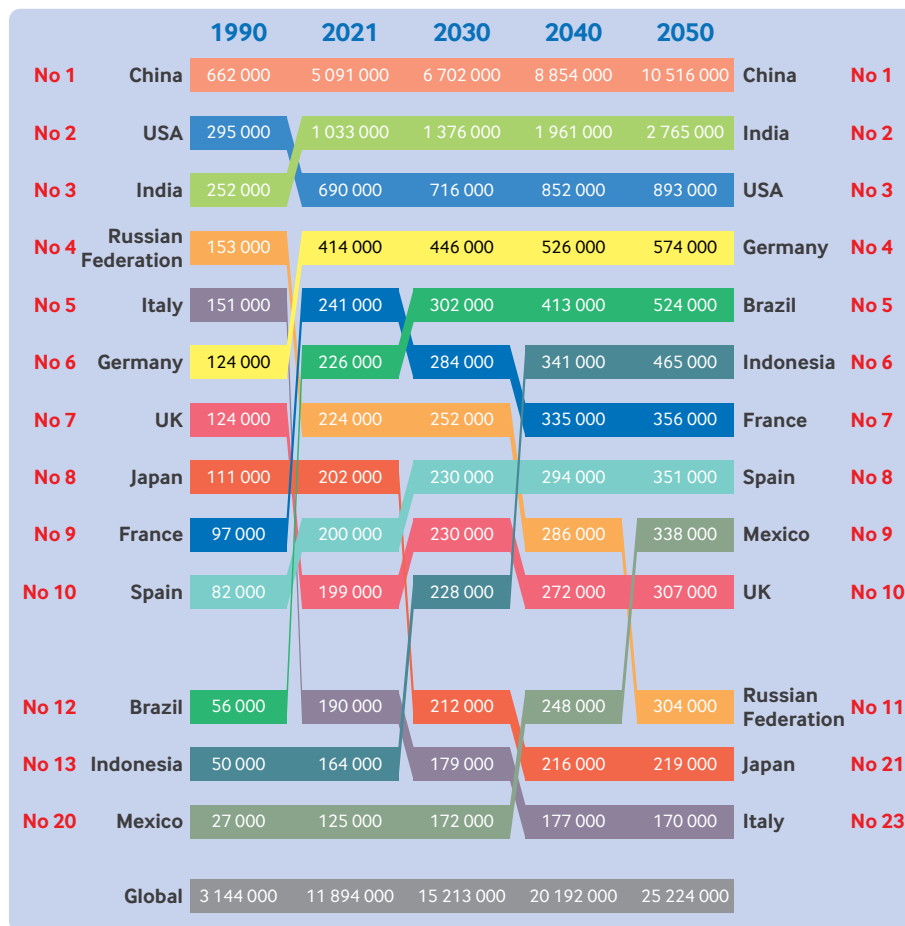 1990 2021 2030 2040 2050
No 1 China 662 000 5 091 000 6 702 000 8 854 000 10 516 000 China No 1
No 2 USA 295 000 1 033 000 1 376 000 1 961 000 2 765 000 India No 2
No 3 India 252 000 690 000 716 000 852 000 893 000 USA No 3
No 4 Russian Federation 153 000 414 000 446 000 526 000 574 000 Germany No 4
No 5 Italy 151 000 241 000 302 000 413 000 524 000 Brazil No 5
No 6 Germany 124 000 226 000 284 000 341 000 465 000 Indonesia No 6
No 7 UK 124 000 224 000 252 000 335 000 356 000 France No 7
No 8 Japan 111 000 202 000 230 000 294 000 351 000 Spain No 8
No 9 France 97 000 200 000 230 000 286 000 338 000 Mexico No 9
No 10 Spain 82 000 199 000 228 000 272 000 307 000 UK No 10
No 12 Brazil 56 000 190 000 212 000 248 000 304 000 Russian Federation No 11
No 13 Indonesia 50 000 164 000 179 000 216 000 219 000 Japan No 21
No 20 Mexico 27 000 125 000 172 000 177 000 170 000 Italy No 23
Global 3 144 000 11 894 000 15 213 000 20 192 000 25 224 000